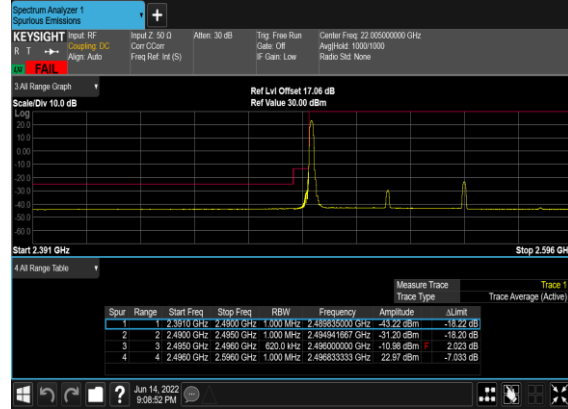 Spectrum Analyzer 1
Spurious Emissions
KEYSIGHT Input: RF
R T Coupling: DC
Align: Auto
Input Z: 50 Ω
Corr CCorr
Freq Ref: Int (S)
Atten: 30 dB
Trig: Free Run
Gate: Off
IF Gain: Low
Center Freq: 22.005000000 GHz
Avg|Hold: 1000/1000
Radio Std: None
FAIL
3 All Range Graph
Scale/Div 10.0 dB
Ref Lvl Offset 17.06 dB
Ref Value 30.00 dBm
Log
20.0
10.0
0.00
-10.0
-20.0
-30.0
-40.0
-50.0
-60.0
Start 2.391 GHz
Stop 2.596 GH
4 All Range Table
Measure Trace Trace 1
Trace Type Trace Average (Active)
Spur Range Start Freq Stop Freq RBW Frequency Amplitude ΔLimit
1 1 2.3910 GHz 2.4900 GHz 1.000 MHz 2.489835000 GHz -43.22 dBm -18.22 dB
2 2 2.4900 GHz 2.4950 GHz 1.000 MHz 2.494941667 GHz -31.20 dBm -18.20 dB
3 3 2.4950 GHz 2.4960 GHz 620.0 kHz 2.496000000 GHz -10.98 dBm F 2.023 dB
4 4 2.4960 GHz 2.5960 GHz 1.000 MHz 2.496833333 GHz 22.97 dBm -7.033 dB
Jun 14, 2022
9:08:52 PM